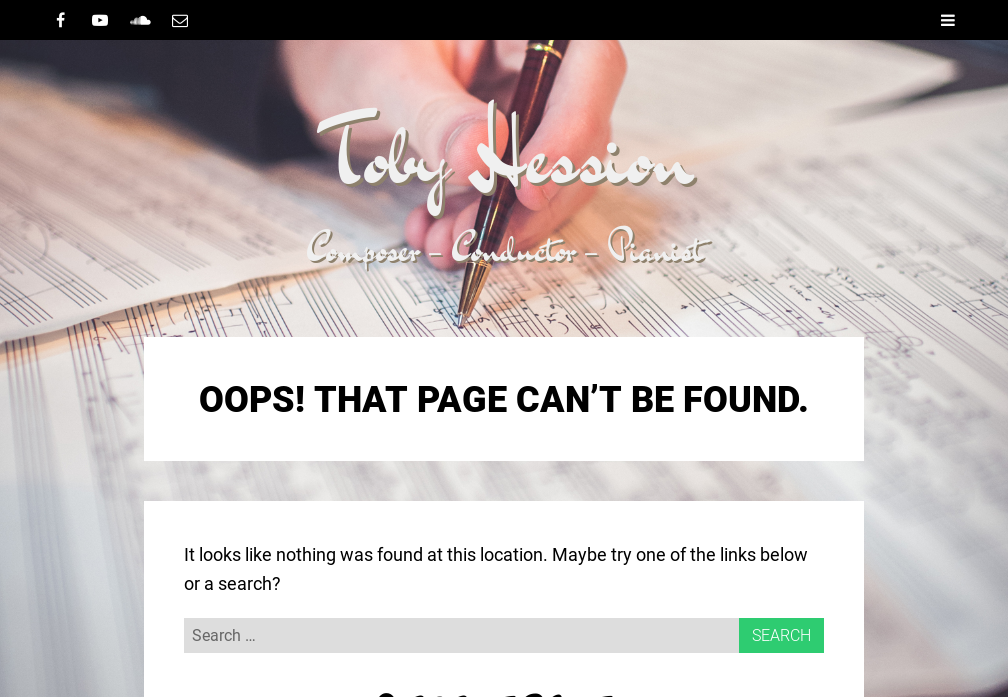 Toby Hession
Composer – Conductor – Pianist
OOPS! THAT PAGE CAN’T BE FOUND.
It looks like nothing was found at this location. Maybe try one of the links below
or a search?
Search …
SEARCH